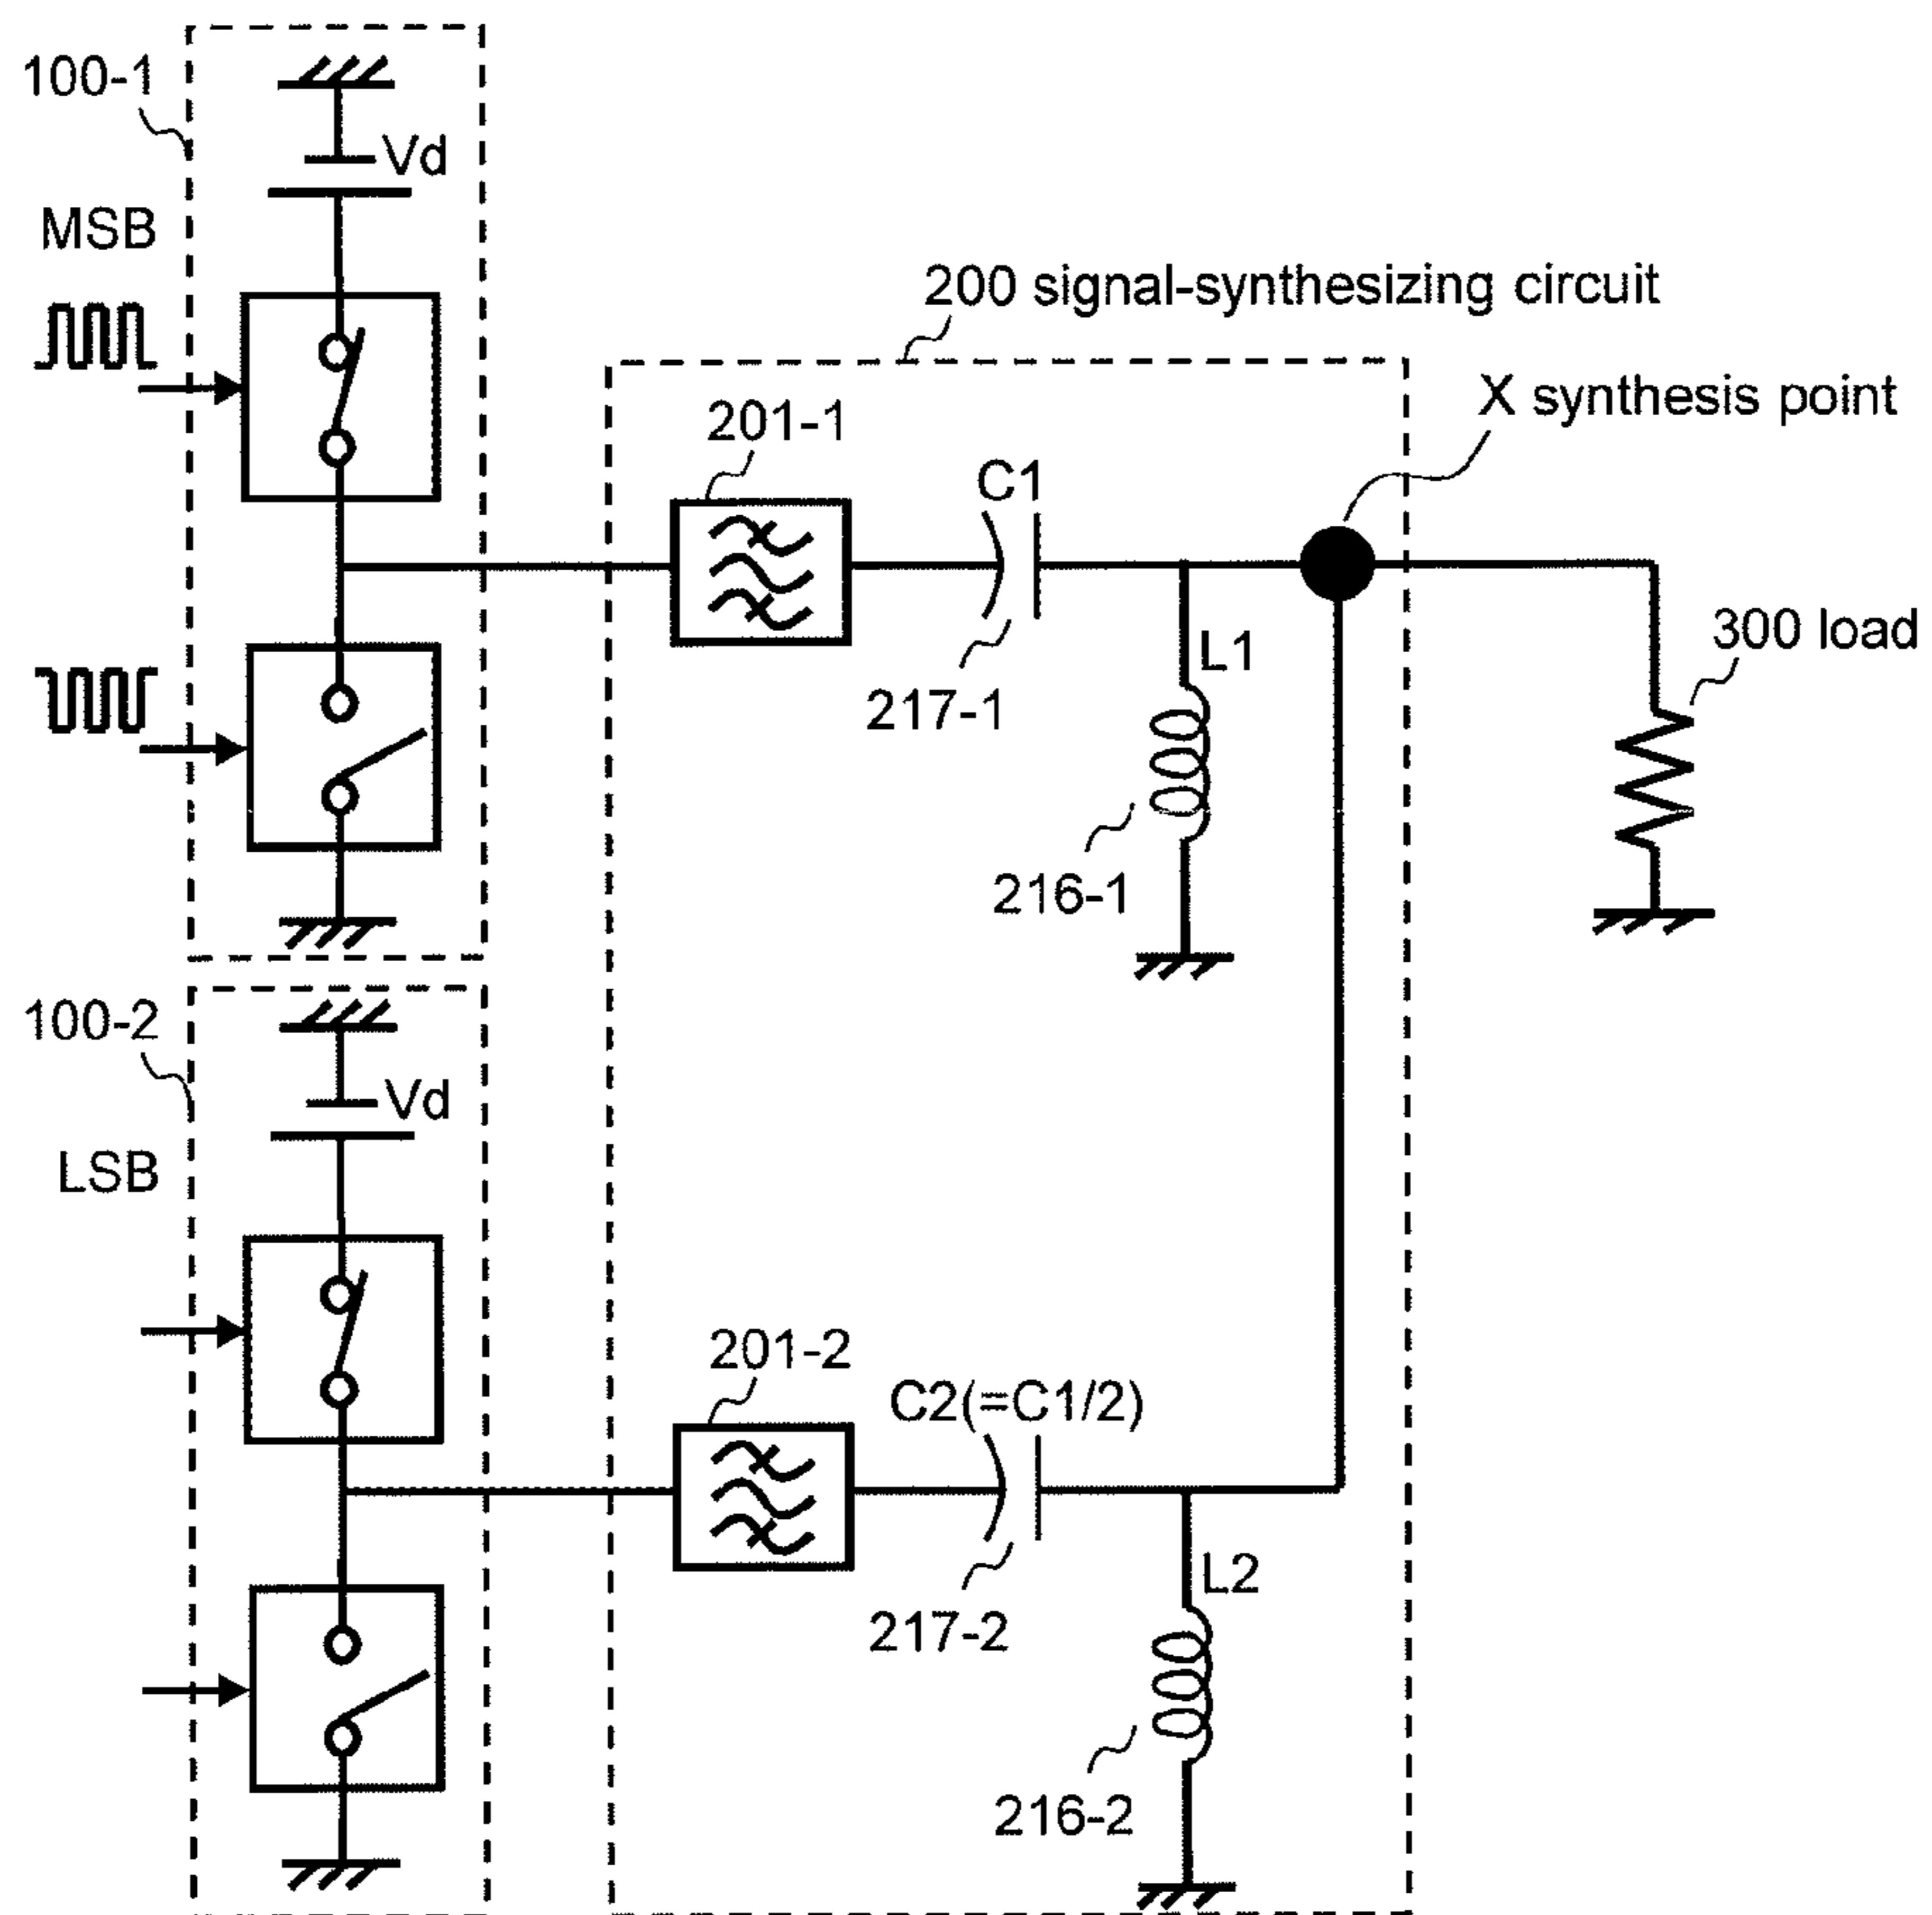 100-1
Vd
MSB
200 signal-synthesizing circuit
X synthesis point
201-1
C1
300 load
L1
217-1
216-1
100-2
Vd
LSB
201-2
C2(=C1/2)
L2
217-2
216-2